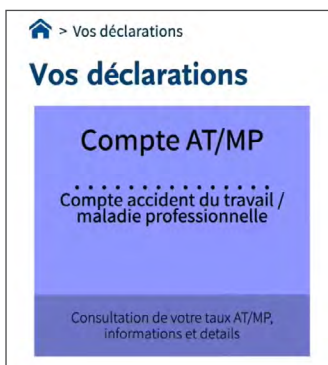 > Vos déclarations
Vos déclarations
Compte AT/MP
Compte accident du travail /
maladie professionnelle
Consultation de votre taux AT/MP,
informations et details